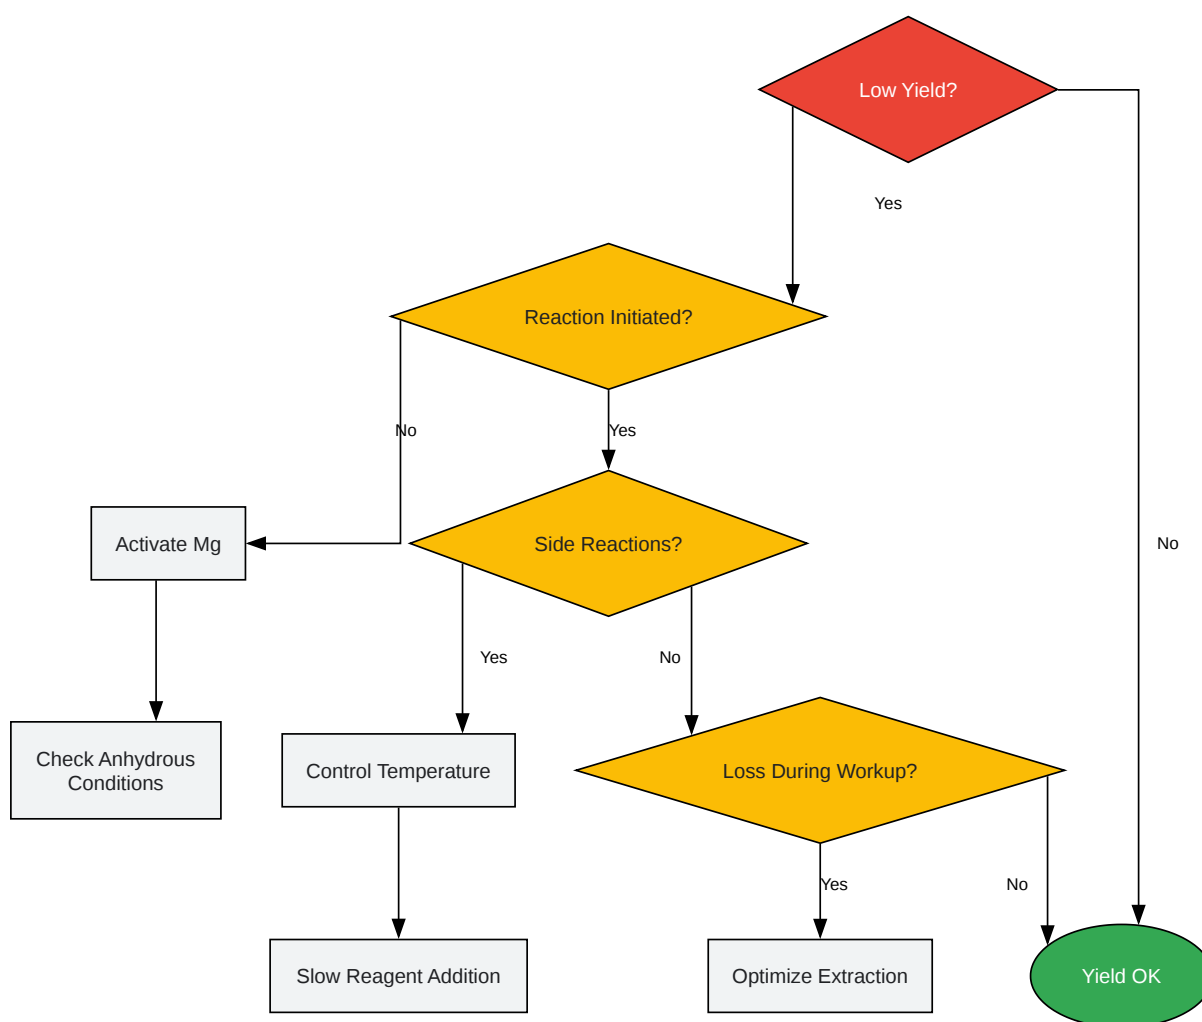 Low Yield?
Yes
Reaction Initiated?
No
Yes
Activate Mg
Side Reactions?
No
Yes
No
Check Anhydrous
Conditions
Control Temperature
Loss During Workup?
Yes
No
Slow Reagent Addition
Optimize Extraction
Yield OK